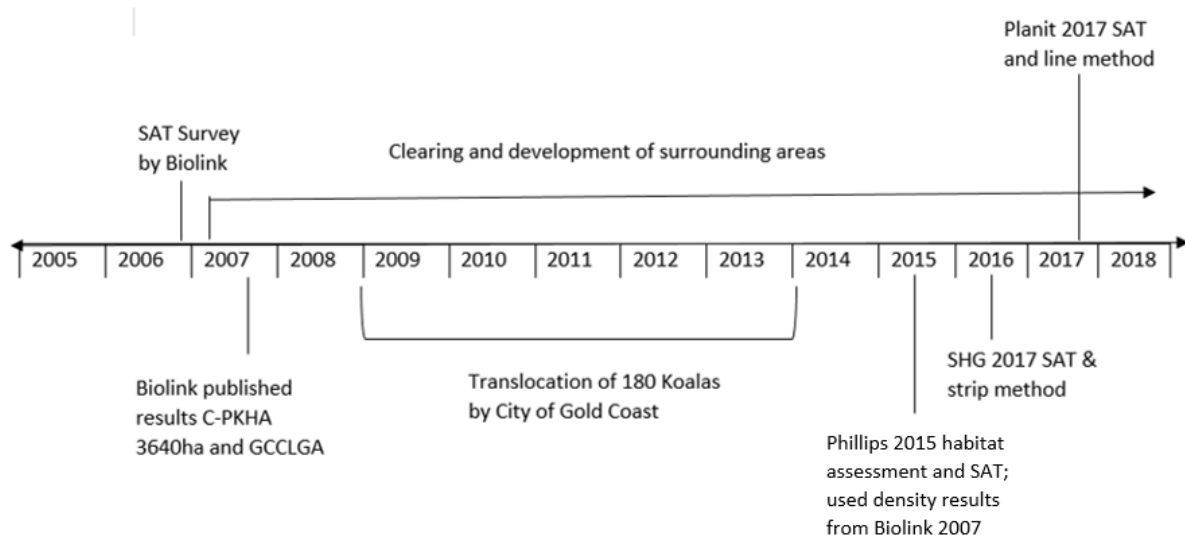 Planit 2017 SAT
and line method
SAT Survey
by Biolink
Clearing and development of surrounding areas
2005 2006 2007 2008 2009 2010 2011 2012 2013 2014 2015 2016 2017 2018
Biolink published
results C-PKHA
3640ha and GCCLGA
Translocation of 180 Koalas
by City of Gold Coast
SHG 2017 SAT &
strip method
Phillips 2015 habitat
assessment and SAT;
used density results
from Biolink 2007